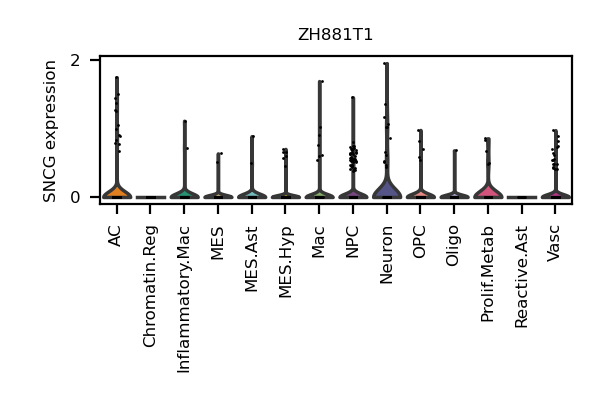 ZH881T1
SNCG expression
2
0
AC
Chromatin.Reg
Inflammatory.Mac
MES
MES.Ast
MES.Hyp
Mac
NPC
Neuron
OPC
Oligo
Prolif.Metab
Reactive.Ast
Vasc